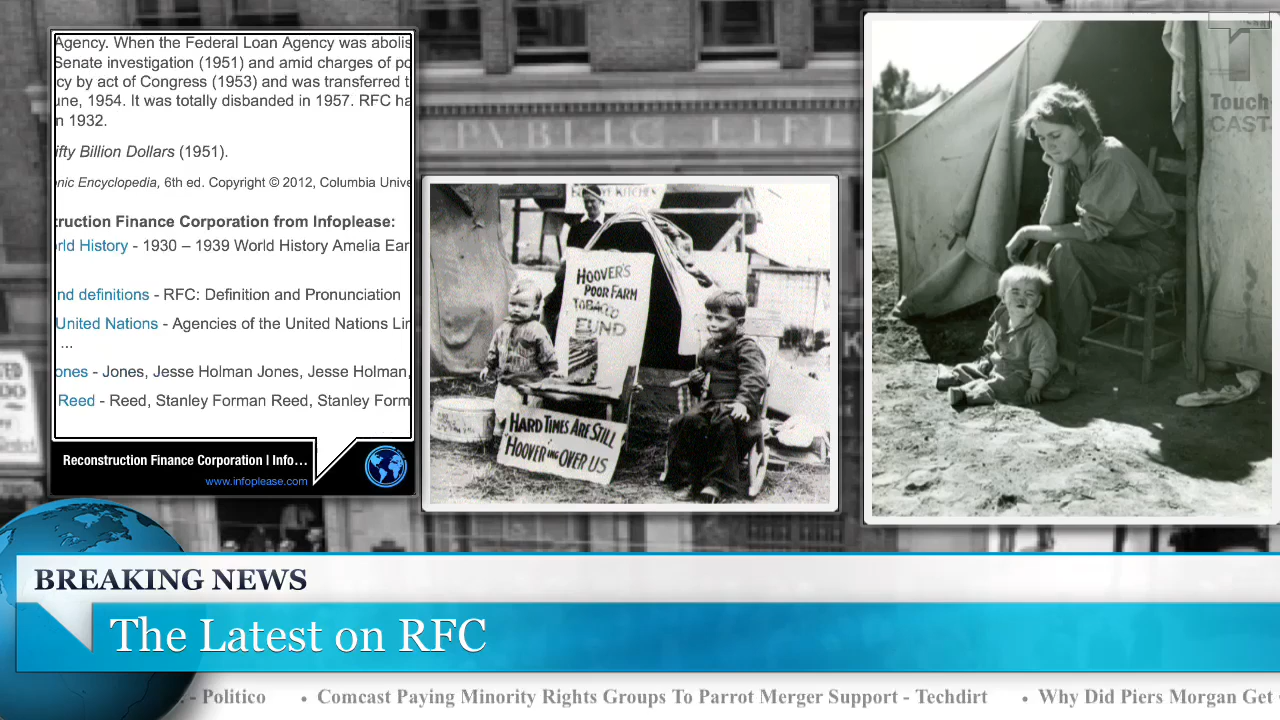 Agency. When the Federal Loan Agency was abolis
Senate investigation (1951) and amid charges of po
cy by act of Congress (1953) and was transferred t
une, 1954. It was totally disbanded in 1957. RFC ha
n 1932.
ifty Billion Dollars (1951).
nic Encyclopedia, 6th ed. Copyright © 2012, Columbia Unive
truction Finance Corporation from Infoplease:
rld History - 1930 – 1939 World History Amelia Ear
nd definitions - RFC: Definition and Pronunciation
United Nations - Agencies of the United Nations Lin
...
ones - Jones, Jesse Holman Jones, Jesse Holman,
Reed - Reed, Stanley Forman Reed, Stanley Form
Reconstruction Finance Corporation | Info...
www.infoplease.com
PVBLIC LIFE
HOOVER'S
POOR FARM
TOBACCO
FUND
HARD TIMES ARE STILL
HOOVERING OVER US
Touch
CAST
BREAKING NEWS
The Latest on RFC
. - Politico • Comcast Paying Minority Rights Groups To Parrot Merger Support - Techdirt • Why Did Piers Morgan Get